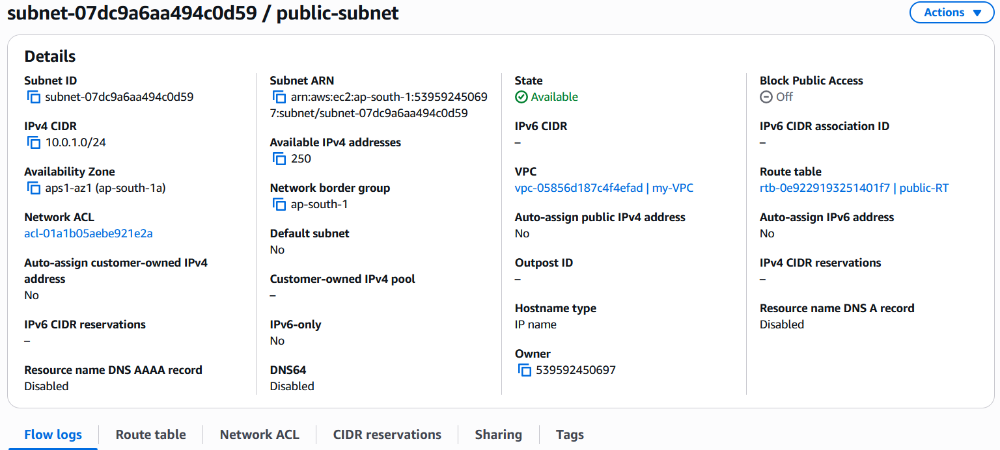 subnet-07dc9a6aa494c0d59 / public-subnet
Actions
Details
Subnet ID
subnet-07dc9a6aa494c0d59
IPv4 CIDR
10.0.1.0/24
Availability Zone
aps1-az1 (ap-south-1a)
Network ACL
acl-01a1b05aebe921e2a
Auto-assign customer-owned IPv4
address
No
IPv6 CIDR reservations
–
Resource name DNS AAAA record
Disabled
Subnet ARN
arn:aws:ec2:ap-south-1:53959245069
7:subnet/subnet-07dc9a6aa494c0d59
Available IPv4 addresses
250
Network border group
ap-south-1
Default subnet
No
Customer-owned IPv4 pool
–
IPv6-only
No
DNS64
Disabled
State
Available
IPv6 CIDR
–
VPC
vpc-05856d187c4f4efad | my-VPC
Auto-assign public IPv4 address
No
Outpost ID
–
Hostname type
IP name
Owner
539592450697
Block Public Access
Off
IPv6 CIDR association ID
–
Route table
rtb-0e9229193251401f7 | public-RT
Auto-assign IPv6 address
No
IPv4 CIDR reservations
–
Resource name DNS A record
Disabled
Flow logs
Route table
Network ACL
CIDR reservations
Sharing
Tags